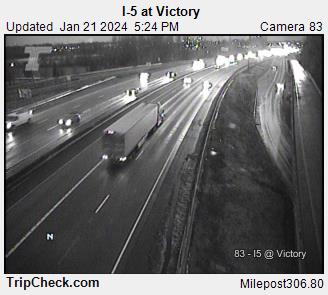 I-5 at Victory
Updated Jan 21 2024 5:24 PM Camera 83
N
83 - I5 @ Victory
TripCheck.com Milepost306.80